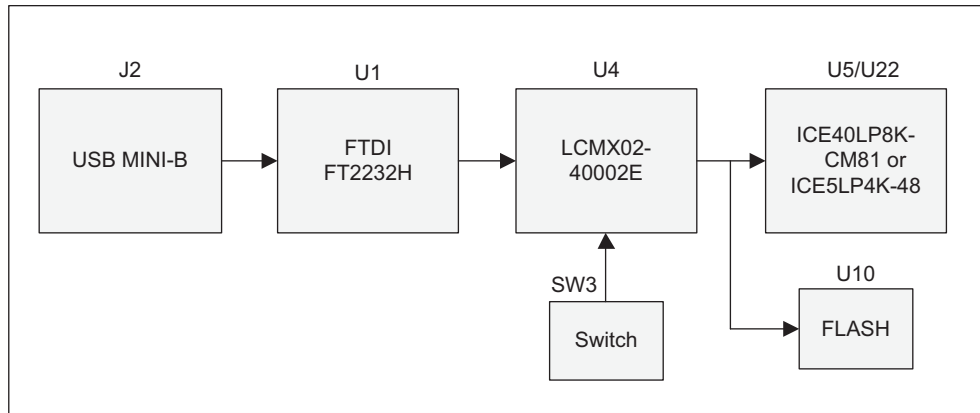 J2
U1
U4
U5/U22
USB MINI-B
FTDI
FT2232H
LCMX02-
40002E
ICE40LP8K-
CM81 or
ICE5LP4K-48
SW3
Switch
U10
FLASH